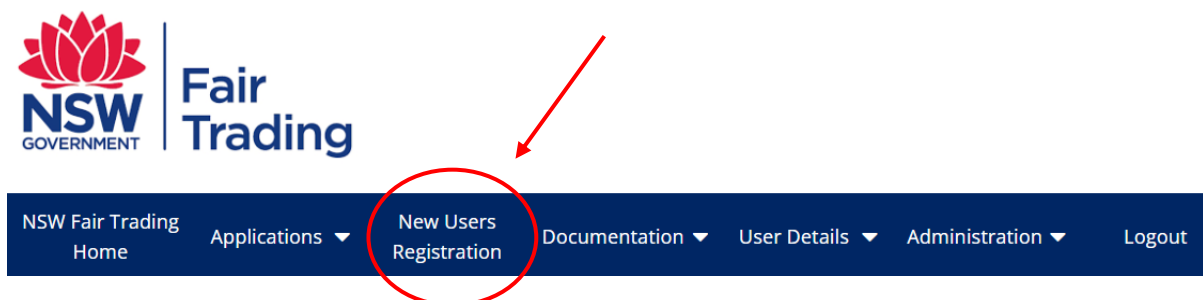 NSW
GOVERNMENT
Fair
Trading
NSW Fair Trading
Home
Applications
New Users
Registration
Documentation
User Details
Administration
Logout